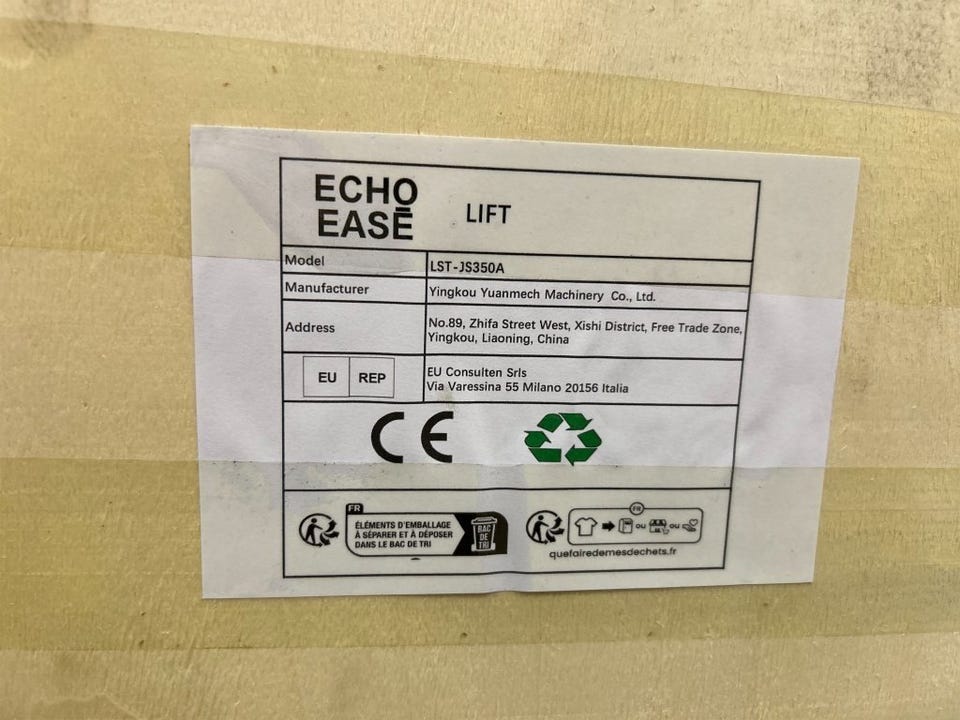 ECHO
EASE
LIFT
Model LST-JS350A
Manufacturer Yingkou Yuanmech Machinery Co., Ltd.
Address No.89, Zhifa Street West, Xishi District, Free Trade Zone,
Yingkou, Liaoning, China
EU REP EU Consulten Srls
Via Varessina 55 Milano 20156 Italia
CE
FR
ÉLÉMENTS D'EMBALLAGE
À SÉPARER ET À DÉPOSER
DANS LE BAC DE TRI
BAC
DE
TRI
FR
ou ou
quefairedemesdechets.fr